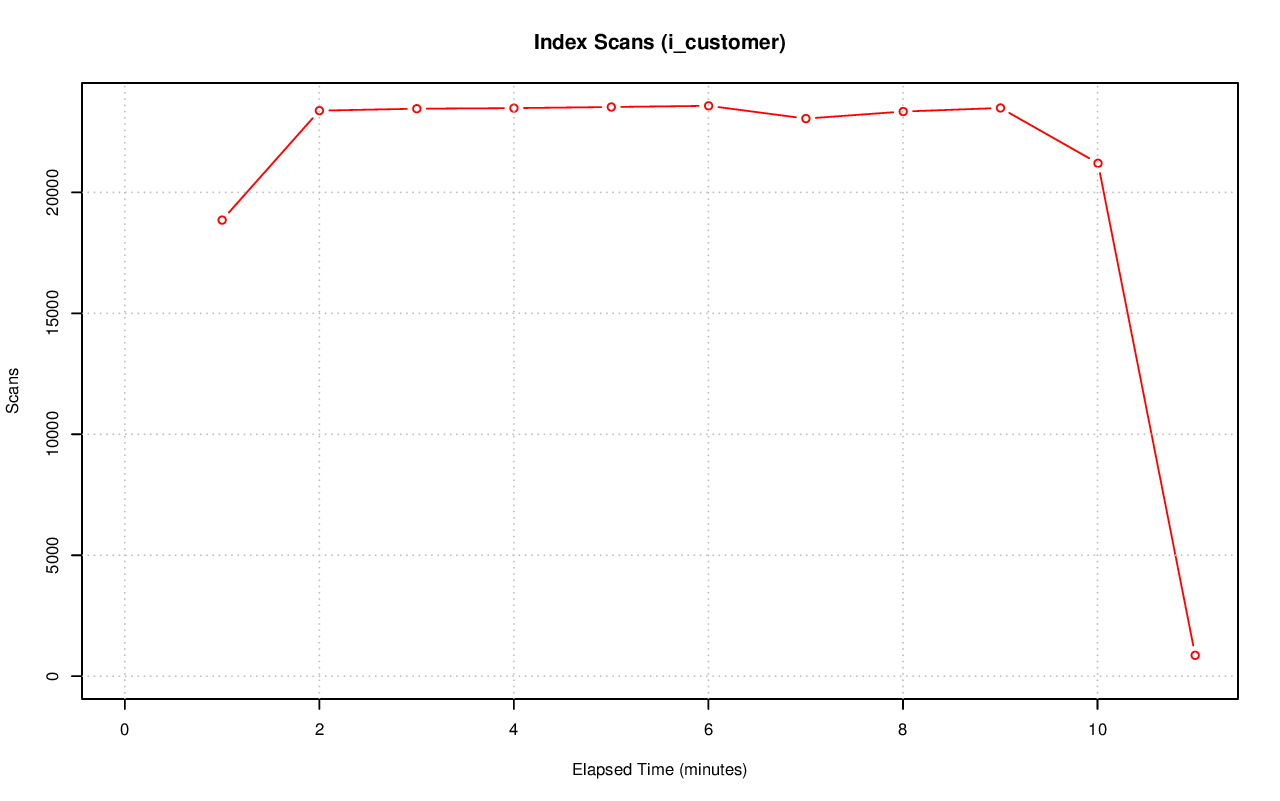 Index Scans (i_customer)
Scans
20000
15000
10000
5000
0
0 2 4 6 8 10
Elapsed Time (minutes)